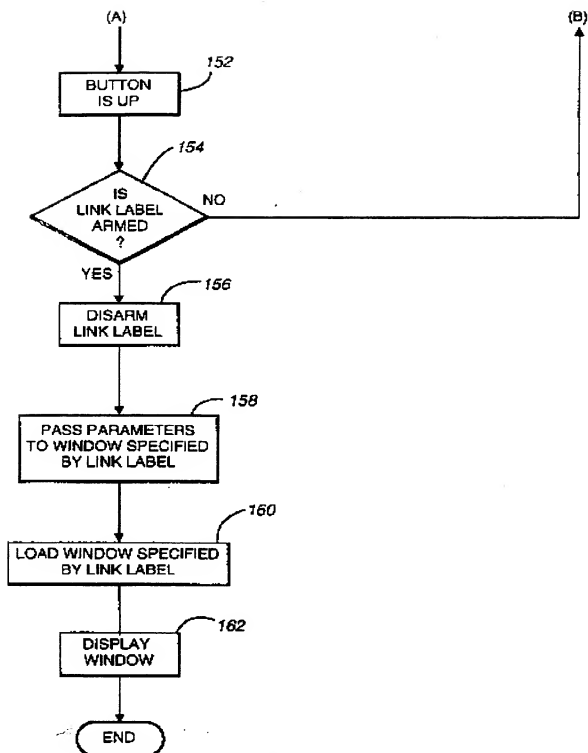 (A)
(B)
152
BUTTON
IS UP
154
IS
LINK LABEL
ARMED
?
NO
YES
156
DISARM
LINK LABEL
158
PASS PARAMETERS
TO WINDOW SPECIFIED
BY LINK LABEL
160
LOAD WINDOW SPECIFIED
BY LINK LABEL
162
DISPLAY
WINDOW
END